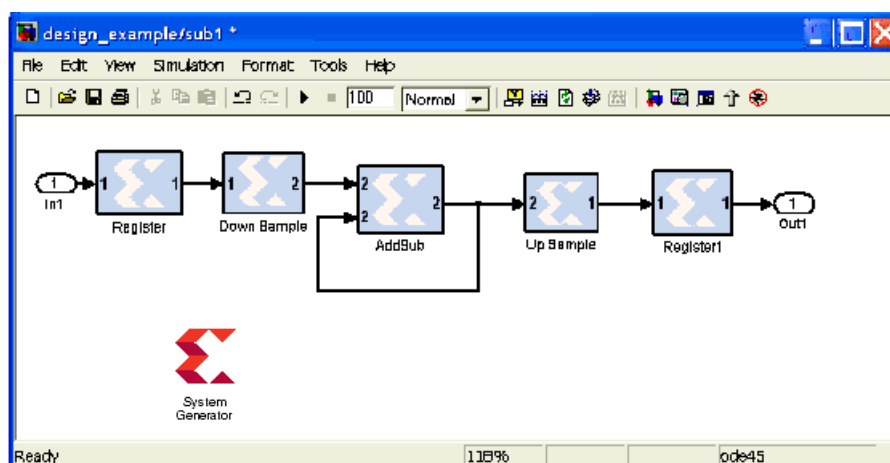 design_example/sub1 *
File Edit View Simulation Format Tools Help
100 Normal
1 1 1 1 2 2 2 2 2 1 1 1 1
In1 Register Down Sample AddSub Up Sample Register1 Out1
System
Generator
Ready 118% ode45